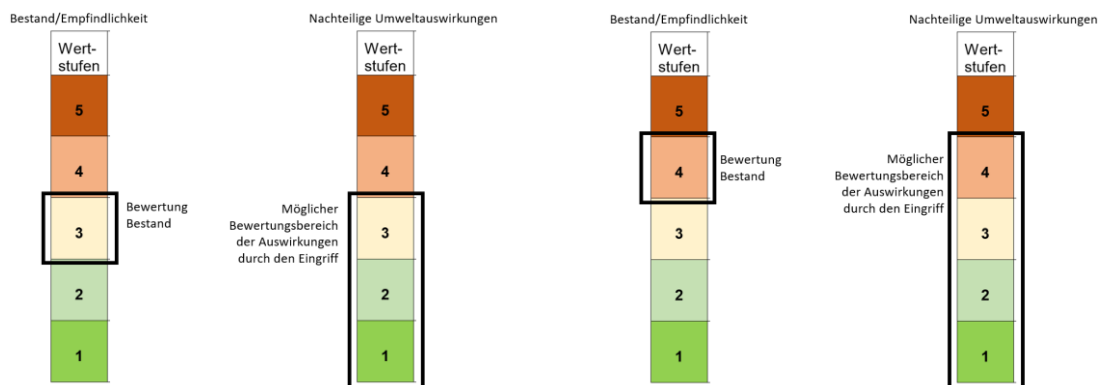 Bestand/Empfindlichkeit
Wert-
stufen
5
4
3
2
1
Bewertung
Bestand
Nachteilige Umweltauswirkungen
Wert-
stufen
5
4
3
2
1
Möglicher
Bewertungsbereich
der Auswirkungen
durch den Eingriff
Bestand/Empfindlichkeit
Wert-
stufen
5
4
3
2
1
Bewertung
Bestand
Nachteilige Umweltauswirkungen
Wert-
stufen
5
4
3
2
1
Möglicher
Bewertungsbereich
der Auswirkungen
durch den Eingriff